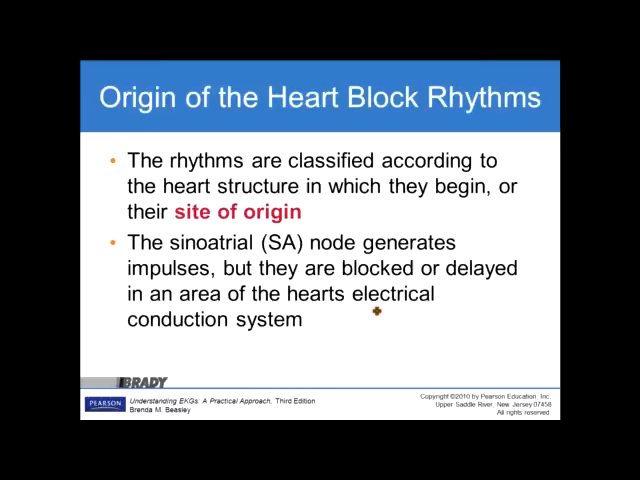 Origin of the Heart Block Rhythms
• The rhythms are classified according to
the heart structure in which they begin, or
their site of origin
• The sinoatrial (SA) node generates
impulses, but they are blocked or delayed
in an area of the hearts electrical
conduction system
BRADY
PEARSON
Understanding EKGs: A Practical Approach, Third Edition
Brenda M. Beasley
Copyright ©2010 by Pearson Education, Inc.
Upper Saddle River, New Jersey 07458
All rights reserved